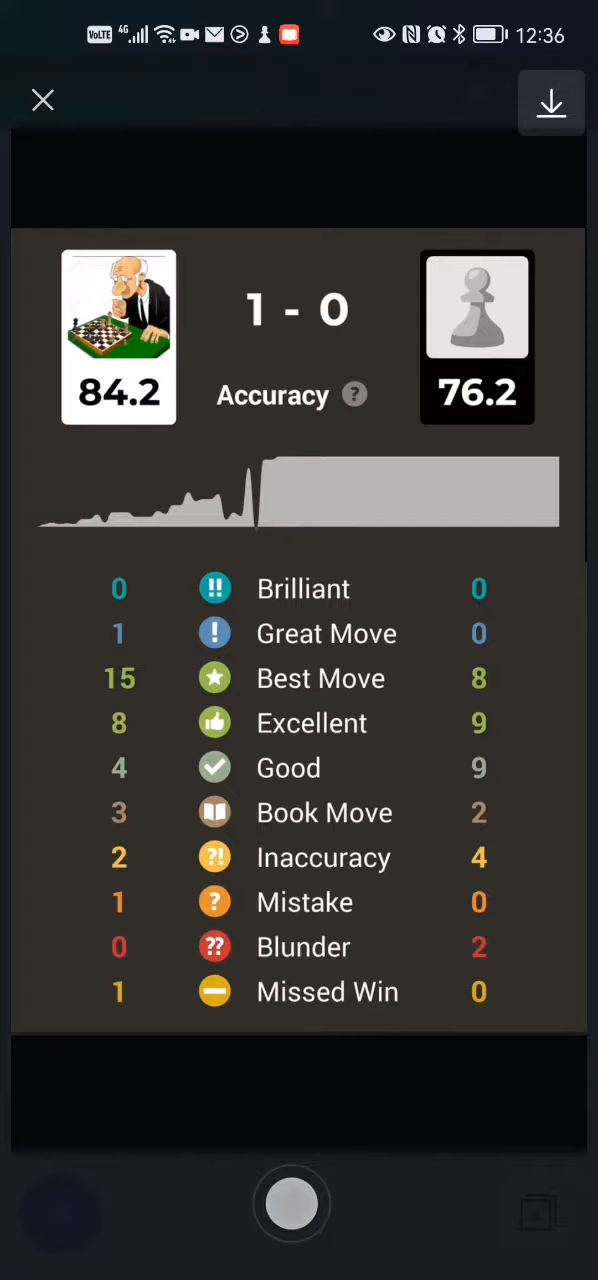 VoLTE 4G 12:36
1 - 0
84.2 Accuracy ? 76.2
0 !! Brilliant 0
1 ! Great Move 0
15 Best Move 8
8 Excellent 9
4 Good 9
3 Book Move 2
2 ?! Inaccuracy 4
1 ? Mistake 0
0 ?? Blunder 2
1 Missed Win 0